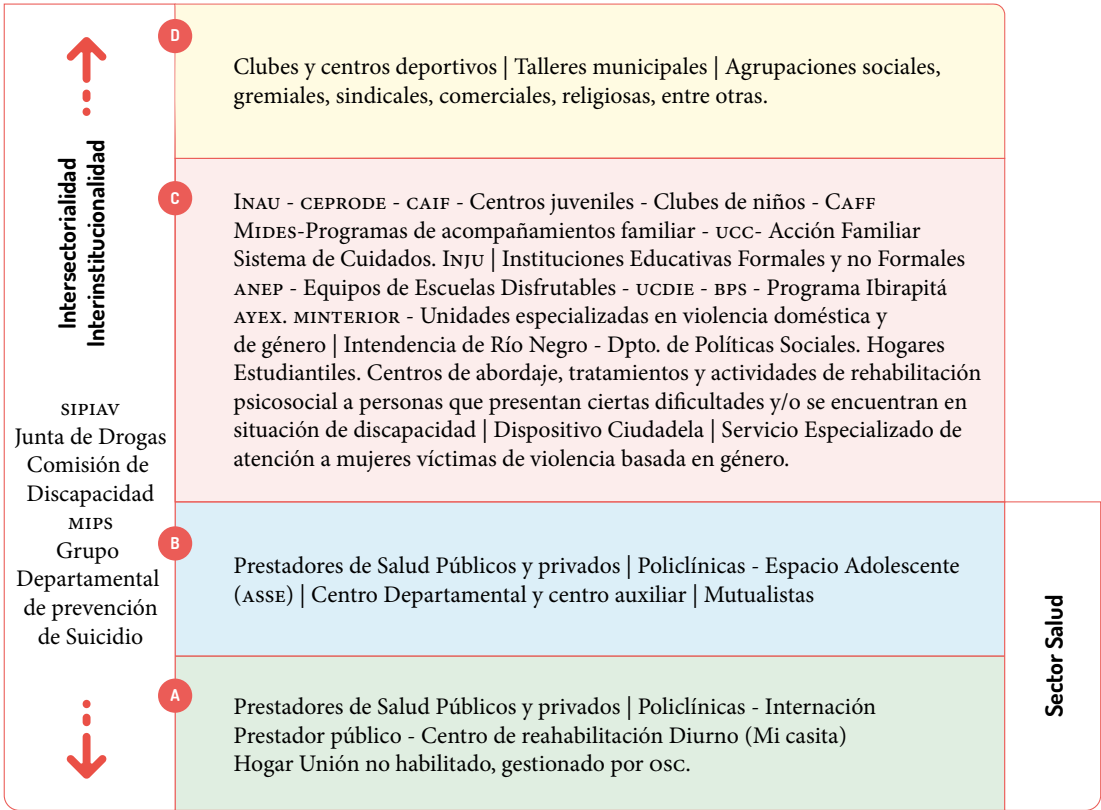 D
Clubes y centros deportivos | Talleres municipales | Agrupaciones sociales,
gremiales, sindicales, comerciales, religiosas, entre otras.
Intersectorialidad
Interinstitucionalidad
C
INAU - CEPRODE - CAIF - Centros juveniles - Clubes de niños - CAFF
MIDES-Programas de acompañamientos familiar - UCC- Acción Familiar
Sistema de Cuidados. INJU | Instituciones Educativas Formales y no Formales
ANEP - Equipos de Escuelas Disfrutables - UCDIE - BPS - Programa Ibirapitá
AYEX. MINTERIOR - Unidades especializadas en violencia doméstica y
de género | Intendencia de Río Negro - Dpto. de Políticas Sociales. Hogares
Estudiantiles. Centros de abordaje, tratamientos y actividades de rehabilitación
psicosocial a personas que presentan ciertas dificultades y/o se encuentran en
situación de discapacidad | Dispositivo Ciudadela | Servicio Especializado de
atención a mujeres víctimas de violencia basada en género.
SIPIAV
Junta de Drogas
Comisión de
Discapacidad
MIPS
Grupo
Departamental
de prevención
de Suicidio
B
Prestadores de Salud Públicos y privados | Policlínicas - Espacio Adolescente
(ASSE) | Centro Departamental y centro auxiliar | Mutualistas
Sector Salud
A
Prestadores de Salud Públicos y privados | Policlínicas - Internación
Prestador público - Centro de reahabilitación Diurno (Mi casita)
Hogar Unión no habilitado, gestionado por OSC.